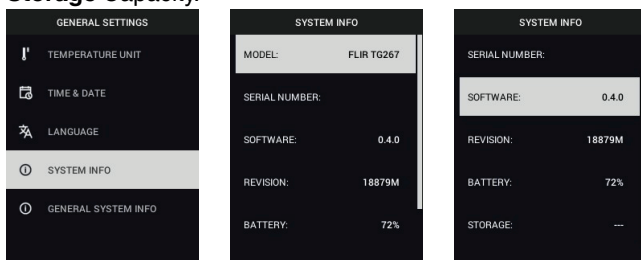 Storage Capacity.
GENERAL SETTINGS
TEMPERATURE UNIT
TIME & DATE
LANGUAGE
SYSTEM INFO
GENERAL SYSTEM INFO
SYSTEM INFO
MODEL: FLIR TG267
SERIAL NUMBER:
SOFTWARE: 0.4.0
REVISION: 18879M
BATTERY: 72%
SYSTEM INFO
SERIAL NUMBER:
SOFTWARE: 0.4.0
REVISION: 18879M
BATTERY: 72%
STORAGE: ---